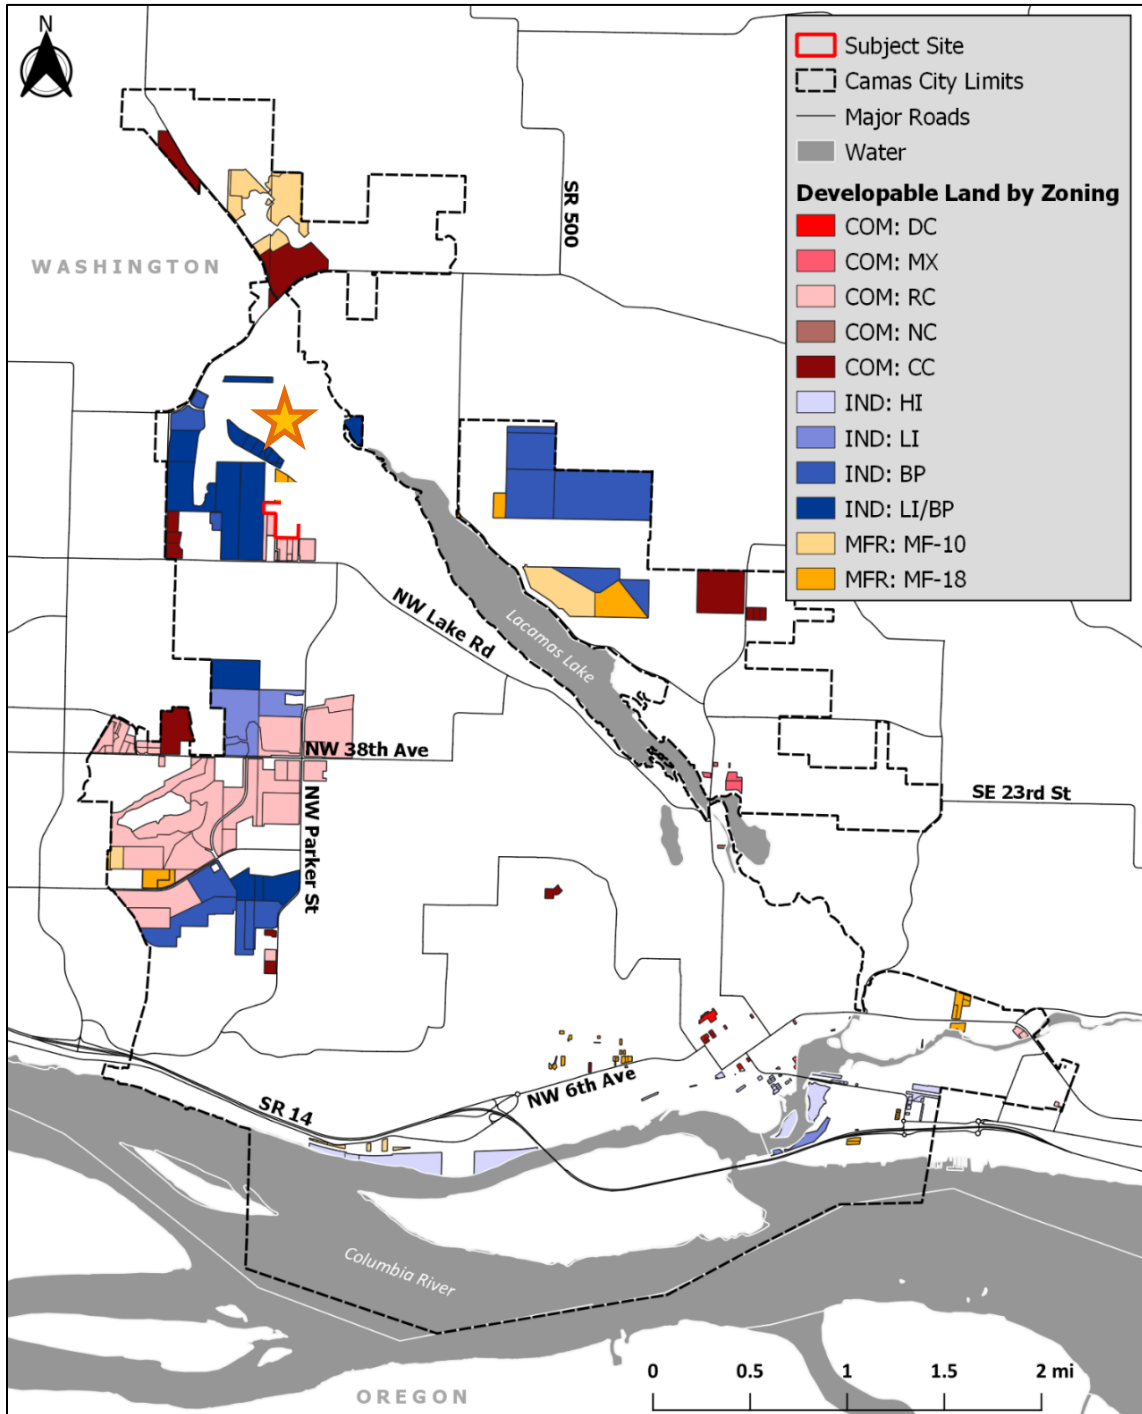 N
Subject Site
Camas City Limits
Major Roads
Water
Developable Land by Zoning
COM: DC
COM: MX
COM: RC
COM: NC
COM: CC
IND: HI
IND: LI
IND: BP
IND: LI/BP
MFR: MF-10
MFR: MF-18
SR 500
WASHINGTON
NW Lake Rd
Lacamas Lake
NW 38th Ave
SE 23rd St
NW Parker St
NW 6th Ave
SR 14
Columbia River
OREGON
0 0.5 1 1.5 2 mi